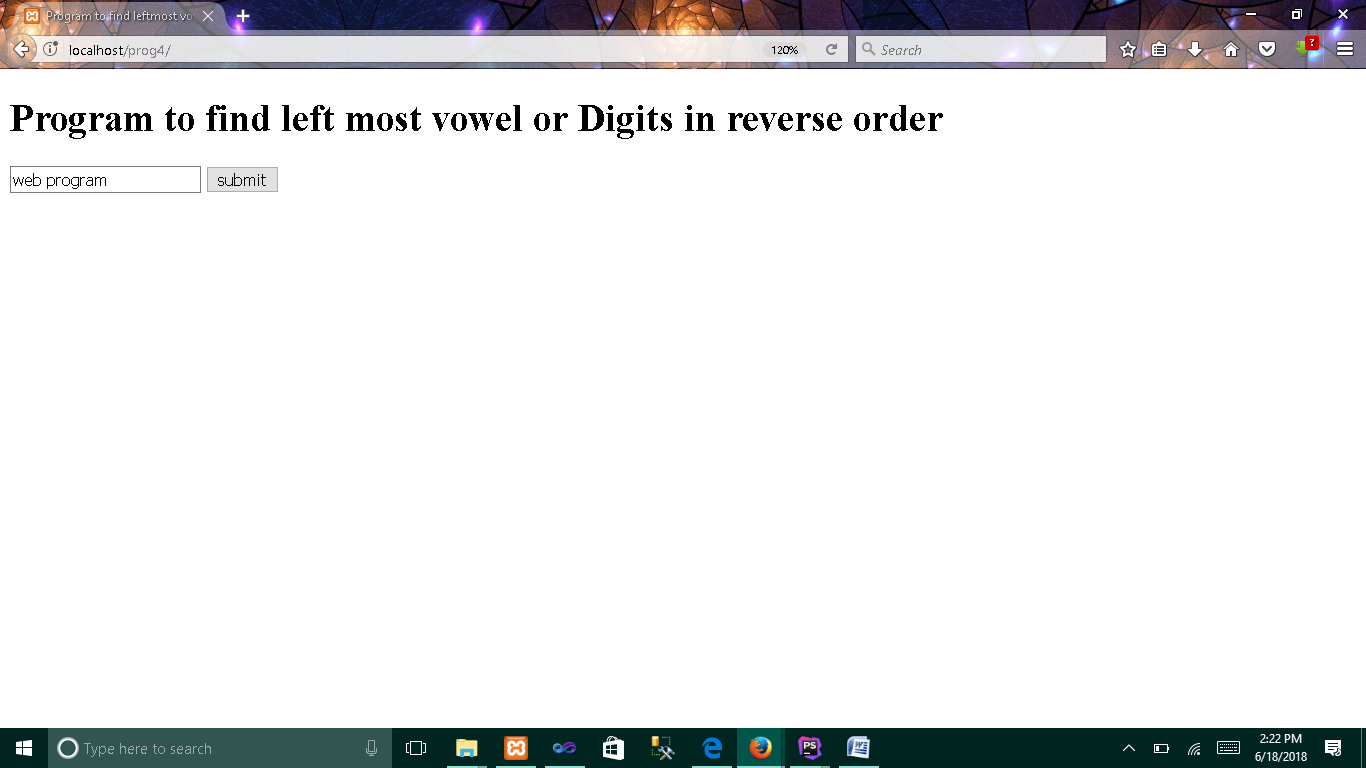 Program to find leftmost vo
localhost/prog4/
120%
Search
?
Program to find left most vowel or Digits in reverse order
web program
submit
Type here to search
PS
2:22 PM
6/18/2018